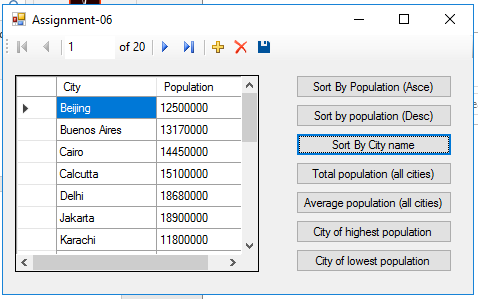 Assignment-06
1 of 20
City Population
Beijing 12500000
Buenos Aires 13170000
Cairo 14450000
Calcutta 15100000
Delhi 18680000
Jakarta 18900000
Karachi 11800000
Sort By Population (Asce)
Sort by population (Desc)
Sort By City name
Total population (all cities)
Average population (all cities)
City of highest population
City of lowest population